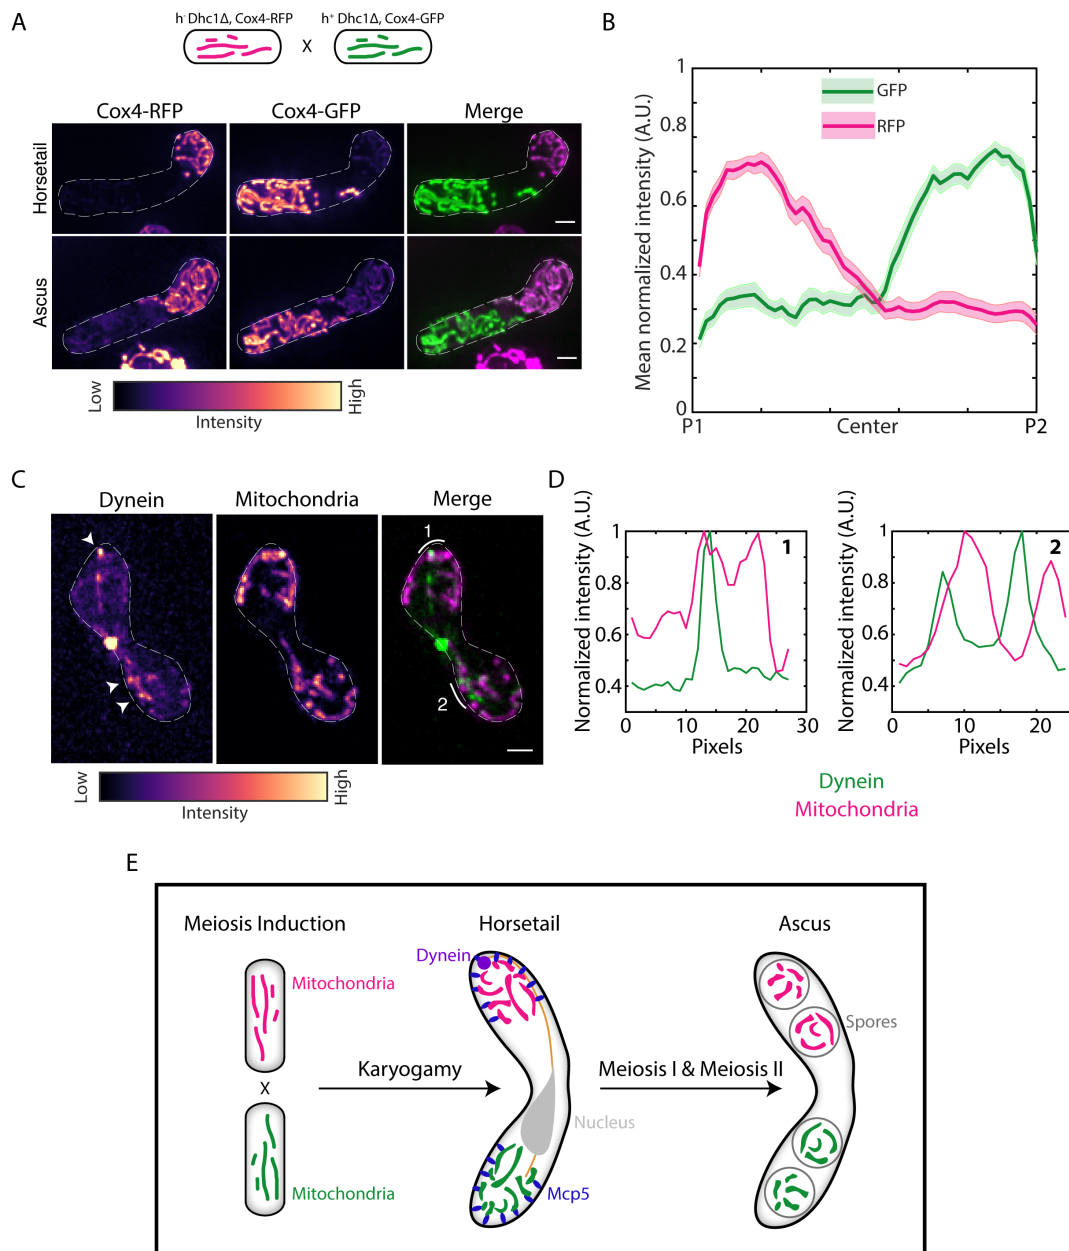 A
h⁻ Dhc1Δ, Cox4-RFP
X
h⁺ Dhc1Δ, Cox4-GFP
Cox4-RFP
Cox4-GFP
Merge
Horsetail
Ascus
Low
High
Intensity
B
Mean normalized intensity (A.U.)
1
0.8
0.6
0.4
0.2
0
GFP
RFP
P1
Center
P2
C
Dynein
Mitochondria
Merge
1
2
Low
High
Intensity
D
Normalized intensity (A.U.)
1
0.8
0.6
0.4
0
10
20
30
Pixels
1
Normalized intensity (A.U.)
1
0.8
0.6
0.4
0
10
20
Pixels
2
Dynein
Mitochondria
E
Meiosis Induction
Horsetail
Ascus
Mitochondria
X
Mitochondria
Karyogamy
Dynein
Nucleus
Mcp5
Meiosis I & Meiosis II
Spores